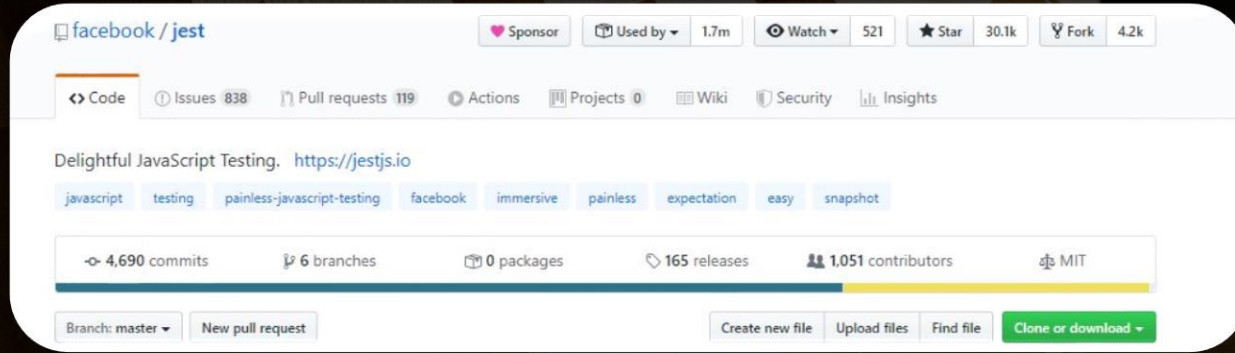 facebook / jest Sponsor Used by 1.7m Watch 521 Star 30.1k Fork 4.2k
Code Issues 838 Pull requests 119 Actions Projects 0 Wiki Security Insights
Delightful JavaScript Testing. https://jestjs.io
javascript testing painless-javascript-testing facebook immersive painless expectation easy snapshot
4,690 commits 6 branches 0 packages 165 releases 1,051 contributors MIT
Branch: master New pull request Create new file Upload files Find file Clone or download